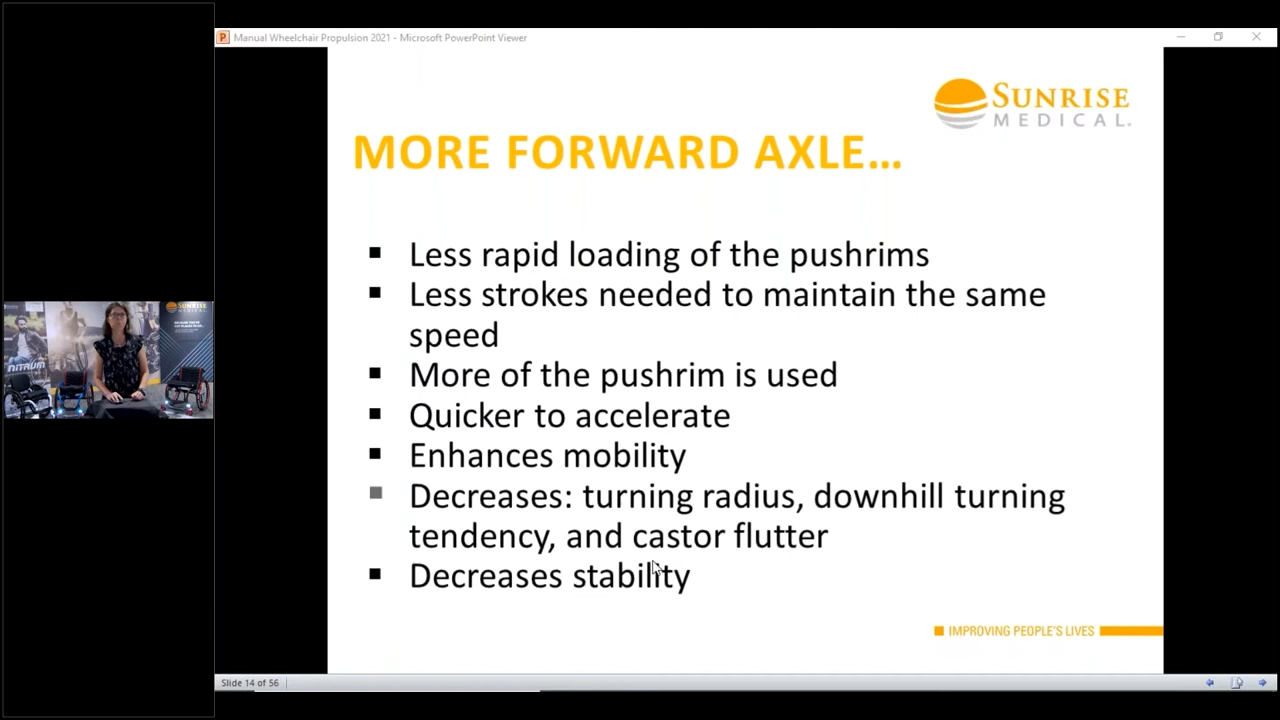 Manual Wheelchair Propulsion 2021 - Microsoft PowerPoint Viewer
SUNRISE
MEDICAL.
MORE FORWARD AXLE...
Less rapid loading of the pushrims
Less strokes needed to maintain the same
speed
More of the pushrim is used
Quicker to accelerate
Enhances mobility
Decreases: turning radius, downhill turning
tendency, and castor flutter
Decreases stability
IMPROVING PEOPLE'S LIVES
Slide 14 of 56
NITRUM
SUNRISE